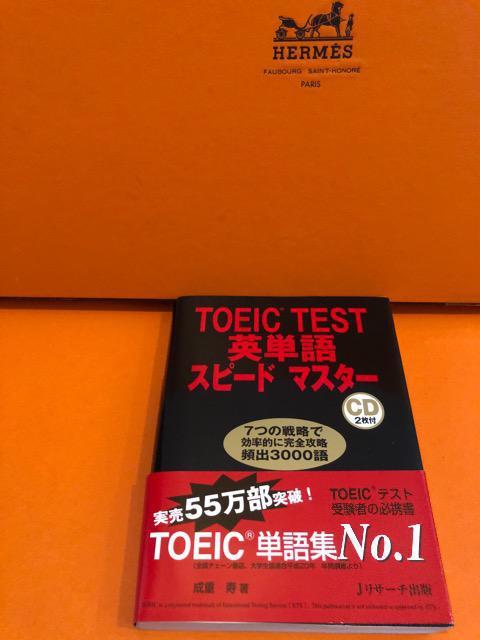 HERMÈS
FAUBOURG SAINT-HONORÉ
PARIS
TOEIC® TEST
英単語
スピード マスター
CD
2枚付
7つの戦略で
効率的に完全攻略
頻出3000語
実売55万部突破!
TOEIC®テスト
受験者の必携書
TOEIC®単語集No.1
成重 寿 著
Jリサーチ出版